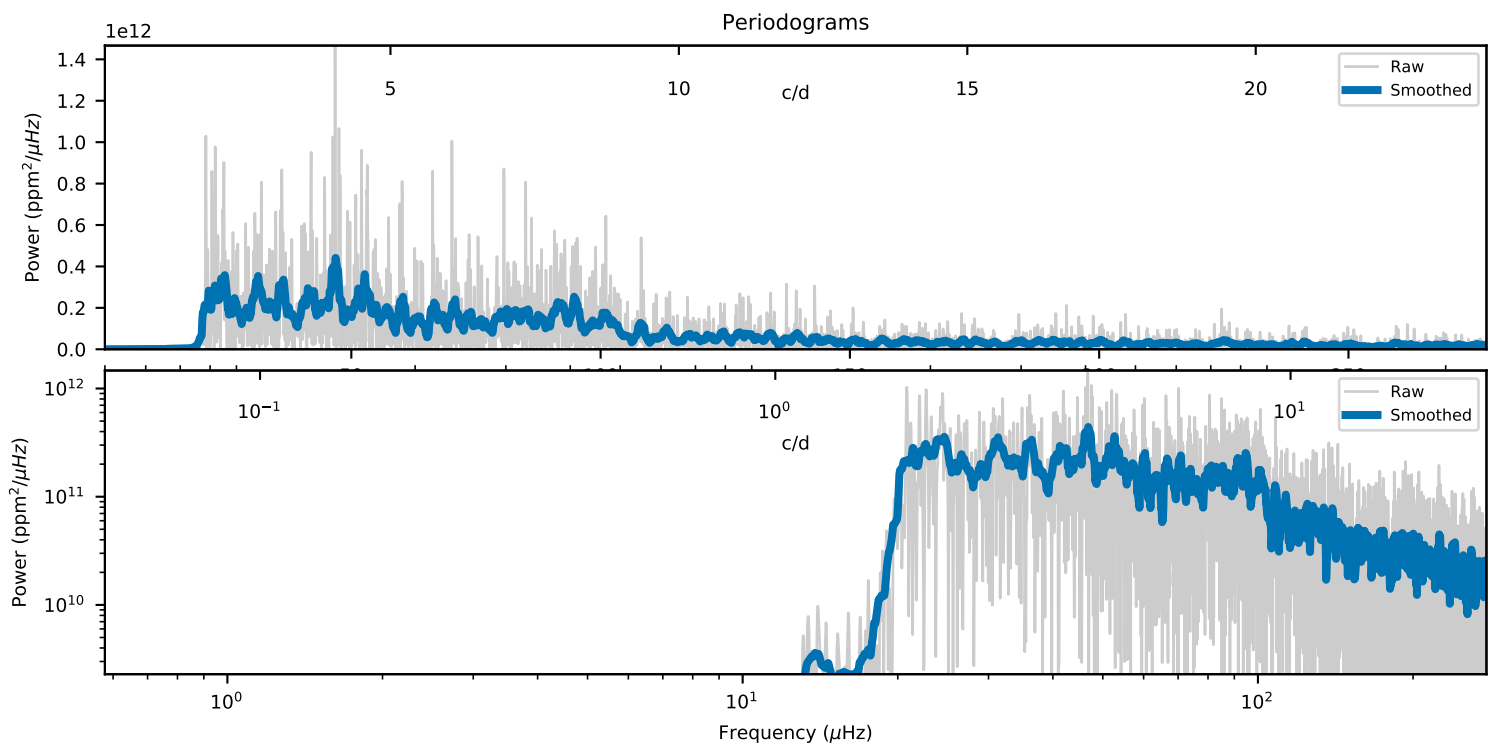 Periodograms
1e12
1.4
1.2
1.0
0.8
0.6
0.4
0.2
0.0
Power (ppm²/μHz)
5 10 15 20
c/d
Raw
Smoothed
10¹²
10¹¹
10¹⁰
Power (ppm²/μHz)
10⁻¹ 10⁰ 10¹
c/d
Raw
Smoothed
10⁰ 10¹ 10²
Frequency (μHz)